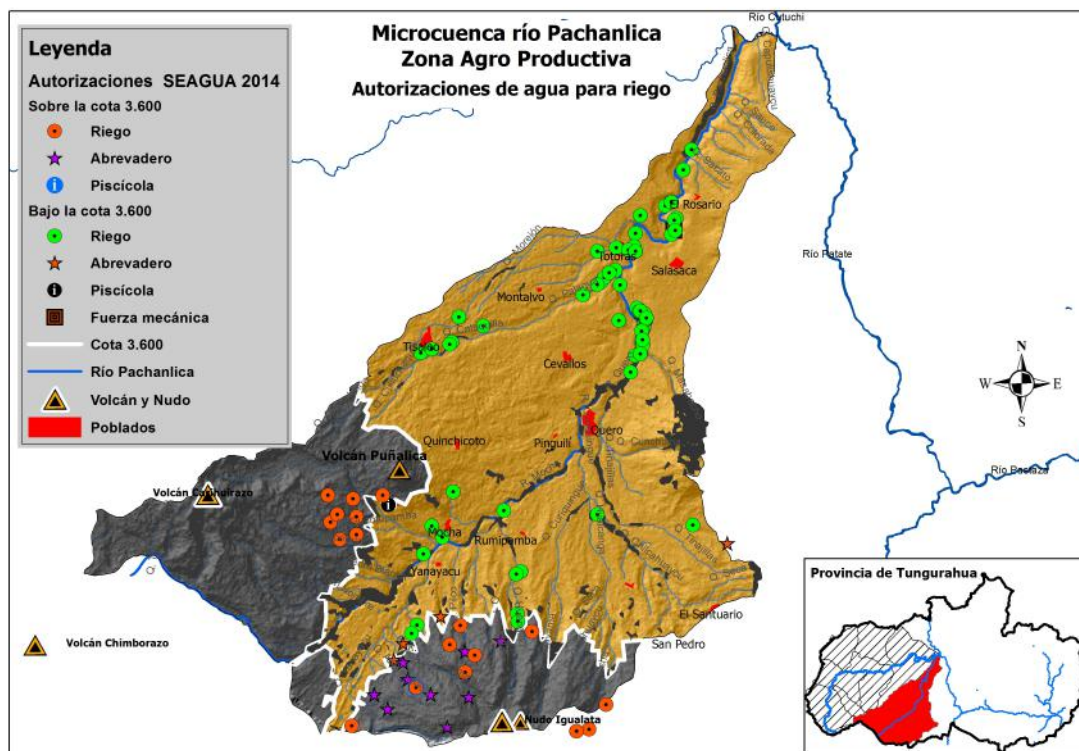 Microcuenca río Pachanlica
Zona Agro Productiva
Autorizaciones de agua para riego
Leyenda
Autorizaciones SEAGUA 2014
Sobre la cota 3.600
Riego
Abrevadero
Piscícola
Bajo la cota 3.600
Riego
Abrevadero
Piscícola
Fuerza mecánica
Cota 3.600
Río Pachanlica
Volcán y Nudo
Poblados
Río Cutuchi
El Rosario
Río Patate
Totoras
Salasaca
Q. Morejón
Montalvo
Tisaleo
Cevallos
N
W
E
S
Quero
Quinchicoto
Pinguilí
Volcán Puñalica
Río Pastaza
Volcán Carihuirazo
Mocha
Rumipamba
Yanayacu
El Santuario
San Pedro
Volcán Chimborazo
Nudo Igualata
Provincia de Tungurahua